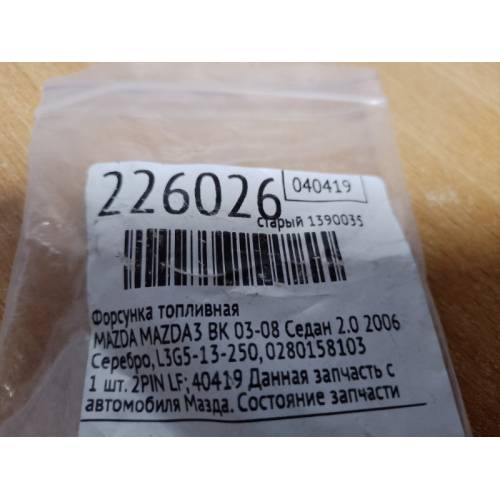 226026
040419
старый 1390035
Форсунка топливная
MAZDA MAZDA3 BK 03-08 Седан 2.0 2006
Серебро, L3G5-13-250, 0280158103
1 шт. 2PIN LF; 40419 Данная запчасть с
автомобиля Мазда. Состояние запчасти